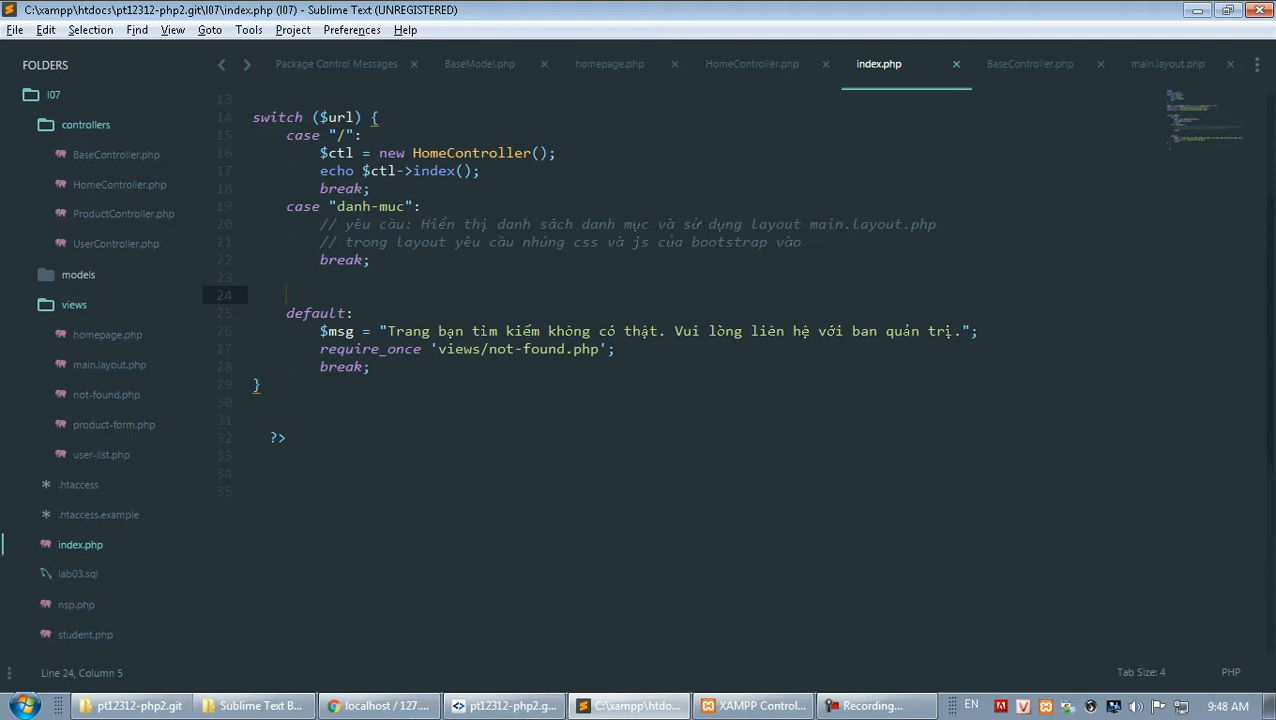 C:\xampp\htdocs\pt12312-php2.git\l07\index.php (l07) - Sublime Text (UNREGISTERED)
File Edit Selection Find View Goto Tools Project Preferences Help
FOLDERS
l07
controllers
BaseController.php
HomeController.php
ProductController.php
UserController.php
models
views
homepage.php
main.layout.php
not-found.php
product-form.php
user-list.php
.htaccess
.htaccess.example
index.php
lab03.sql
nsp.php
student.php
Package Control Messages BaseModel.php homepage.php HomeController.php index.php BaseController.php main.layout.php
13
14 switch ($url) {
15 case "/":
16 $ctl = new HomeController();
17 echo $ctl->index();
18 break;
19 case "danh-muc":
20 // yêu cầu: Hiển thị danh sách danh mục và sử dụng layout main.layout.php
21 // trong layout yêu cầu nhúng css và js của bootstrap vào
22 break;
23
24
25 default:
26 $msg = "Trang bạn tìm kiếm không có thật. Vui lòng liên hệ với ban quản trị.";
27 require_once 'views/not-found.php';
28 break;
29 }
30
31
32 ?>
33
34
35
Line 24, Column 5 Tab Size: 4 PHP
pt12312-php2.git Sublime Text B... localhost / 127.... pt12312-php2.g... C:\xampp\htdo... XAMPP Control... Recording... EN 9:48 AM